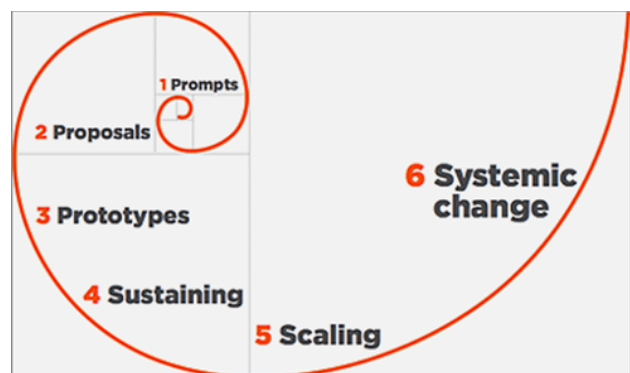 1 Prompts
2 Proposals
3 Prototypes
4 Sustaining
5 Scaling
6 Systemic
change